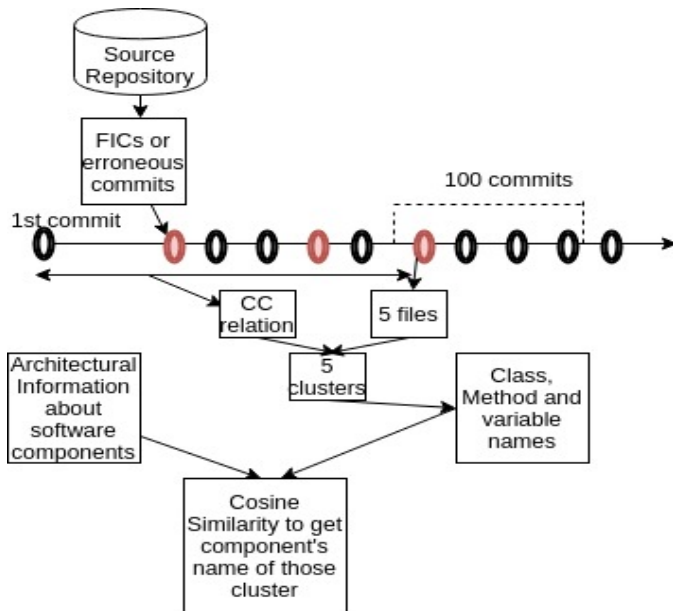 Source
Repository
FICs or
erroneous
commits
100 commits
1st commit
CC
relation
5 files
5
clusters
Architectural
Information
about
software
components
Class,
Method and
variable
names
Cosine
Similarity to get
component's
name of those
cluster